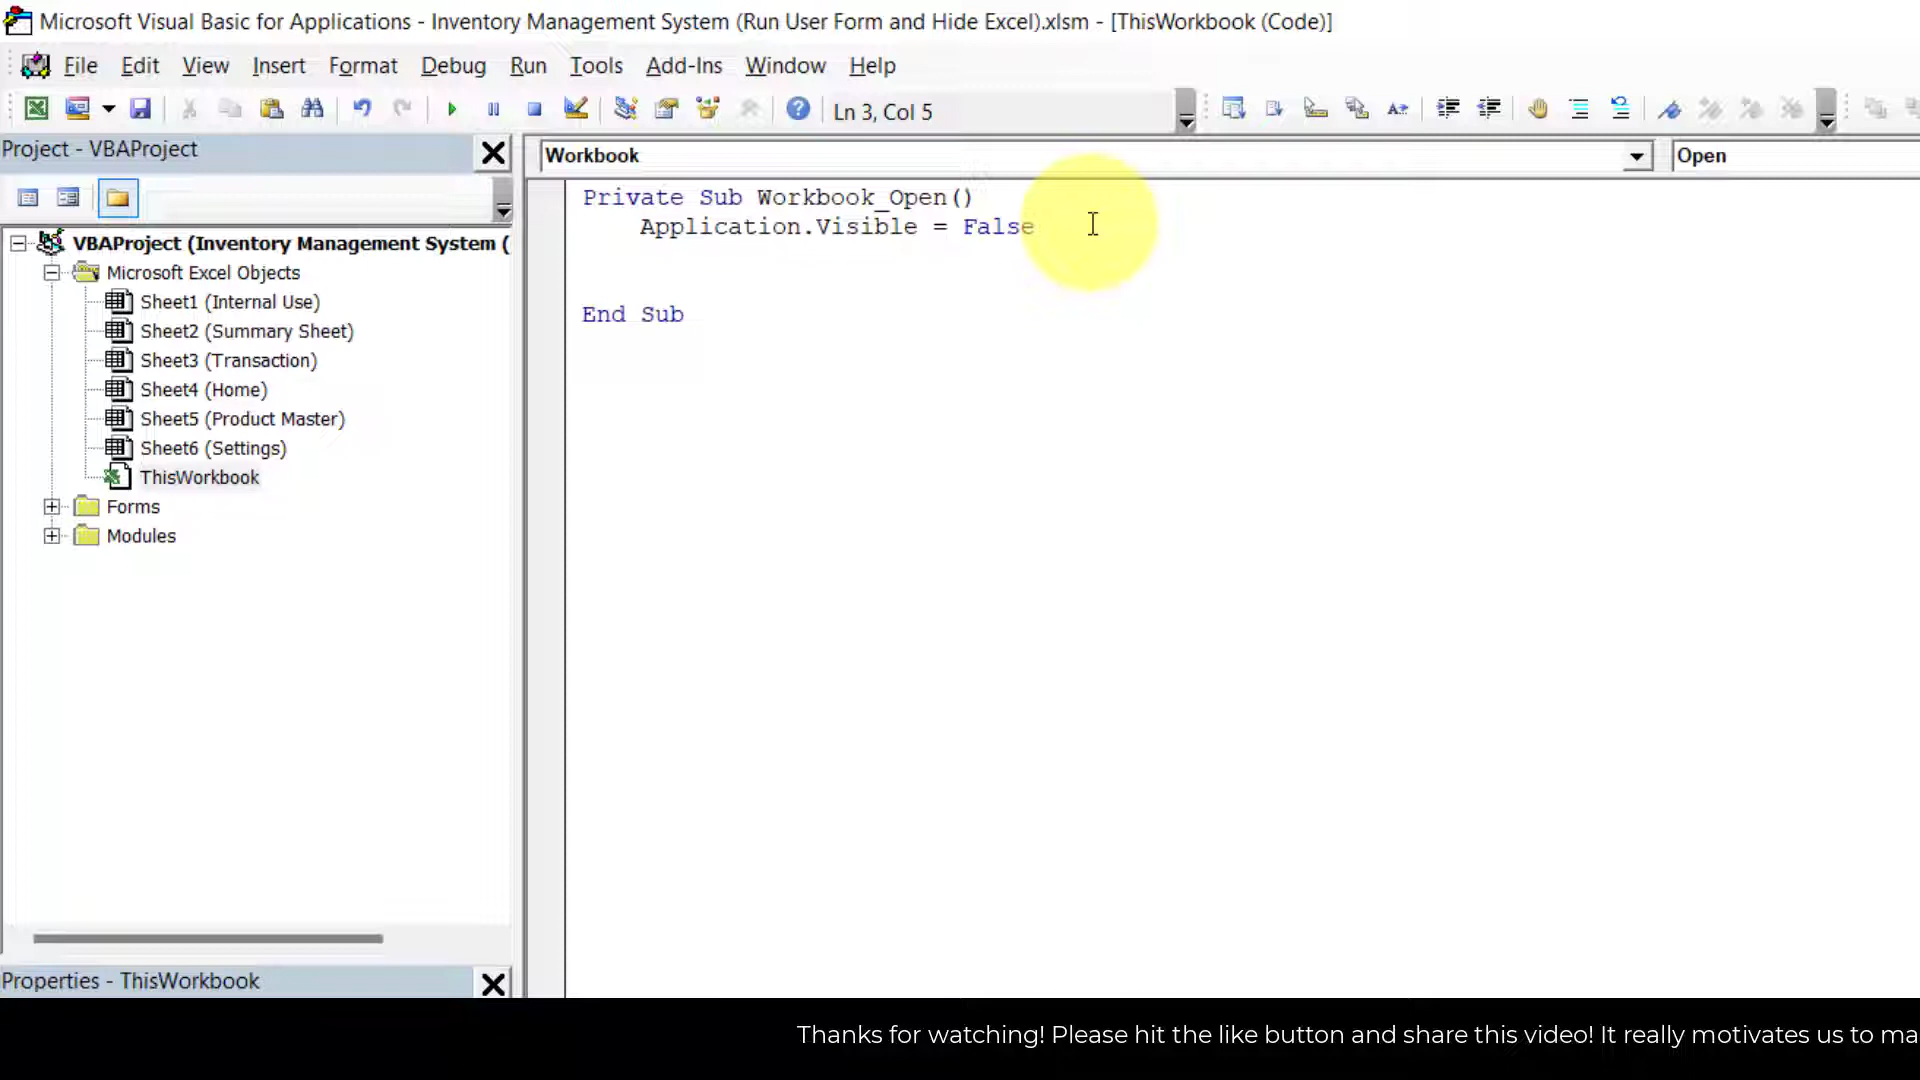 Microsoft Visual Basic for Applications - Inventory Management System (Run User Form and Hide Excel).xlsm - [ThisWorkbook (Code)]
File Edit View Insert Format Debug Run Tools Add-Ins Window Help
Ln 3, Col 5
Project - VBAProject
Workbook
Open
Private Sub Workbook_Open()
Application.Visible = False
End Sub
VBAProject (Inventory Management System (
Microsoft Excel Objects
Sheet1 (Internal Use)
Sheet2 (Summary Sheet)
Sheet3 (Transaction)
Sheet4 (Home)
Sheet5 (Product Master)
Sheet6 (Settings)
ThisWorkbook
Forms
Modules
Properties - ThisWorkbook
Thanks for watching! Please hit the like button and share this video! It really motivates us to ma